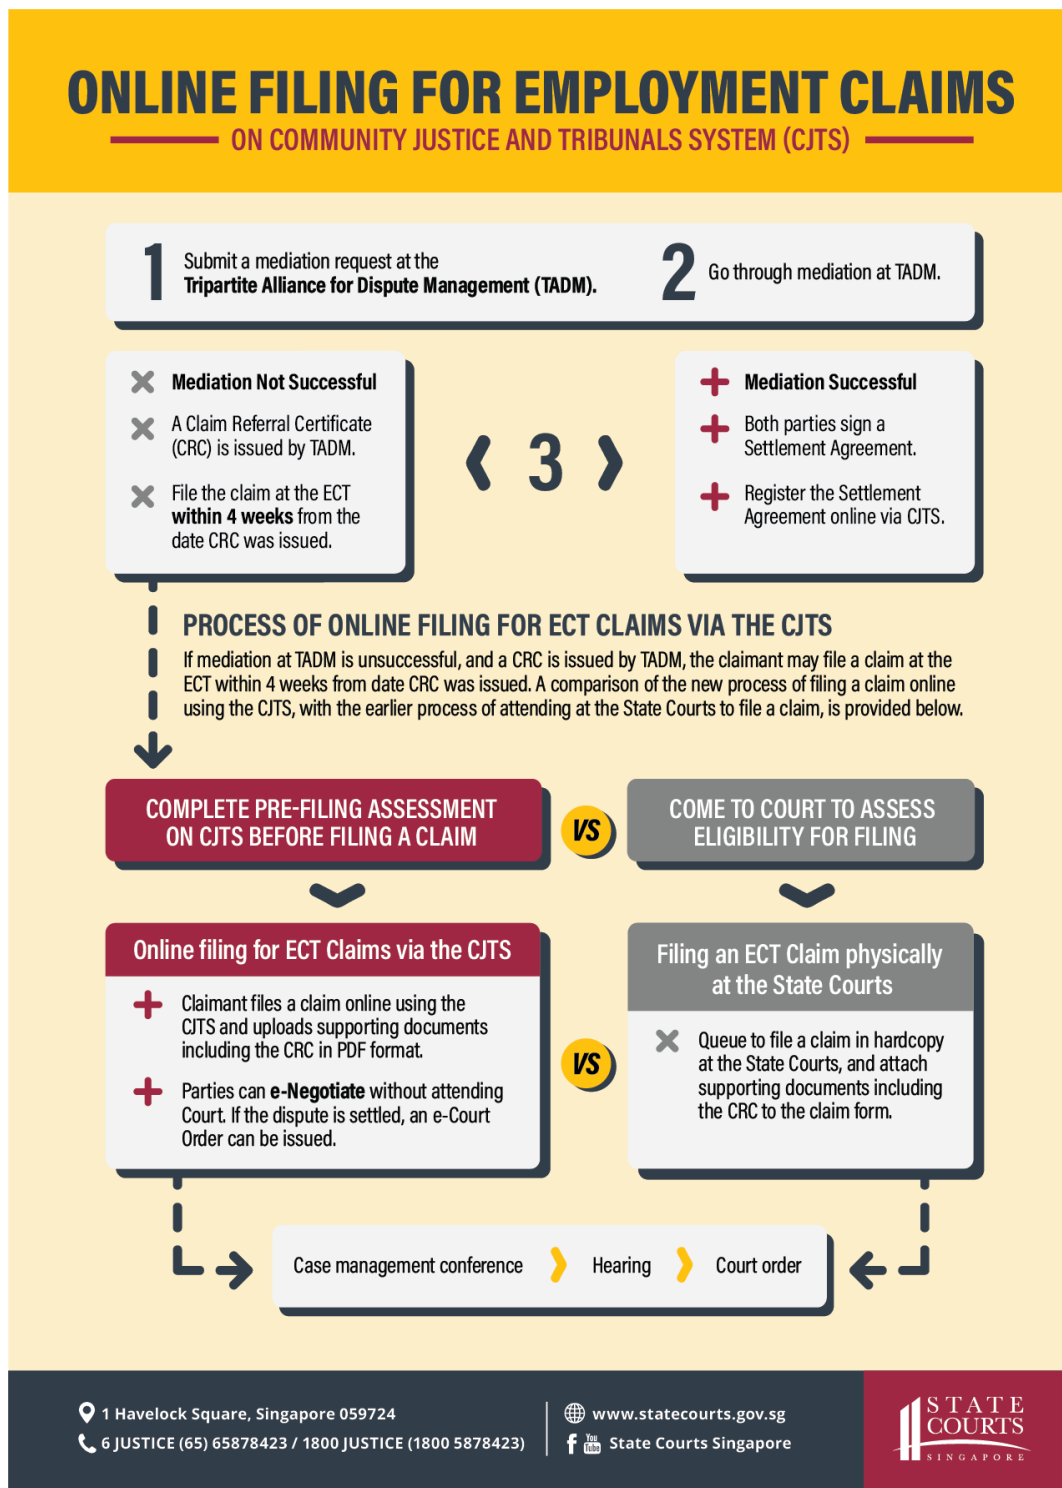 ONLINE FILING FOR EMPLOYMENT CLAIMS
ON COMMUNITY JUSTICE AND TRIBUNALS SYSTEM (CJTS)
1
Submit a mediation request at the
Tripartite Alliance for Dispute Management (TADM).
2
Go through mediation at TADM.
Mediation Not Successful
A Claim Referral Certificate
(CRC) is issued by TADM.
File the claim at the ECT
within 4 weeks from the
date CRC was issued.
3
Mediation Successful
Both parties sign a
Settlement Agreement.
Register the Settlement
Agreement online via CJTS.
PROCESS OF ONLINE FILING FOR ECT CLAIMS VIA THE CJTS
If mediation at TADM is unsuccessful, and a CRC is issued by TADM, the claimant may file a claim at the
ECT within 4 weeks from date CRC was issued. A comparison of the new process of filing a claim online
using the CJTS, with the earlier process of attending at the State Courts to file a claim, is provided below.
COMPLETE PRE-FILING ASSESSMENT
ON CJTS BEFORE FILING A CLAIM
VS
COME TO COURT TO ASSESS
ELIGIBILITY FOR FILING
Online filing for ECT Claims via the CJTS
Claimant files a claim online using the
CJTS and uploads supporting documents
including the CRC in PDF format.
Parties can e-Negotiate without attending
Court. If the dispute is settled, an e-Court
Order can be issued.
VS
Filing an ECT Claim physically
at the State Courts
Queue to file a claim in hardcopy
at the State Courts, and attach
supporting documents including
the CRC to the claim form.
Case management conference
Hearing
Court order
1 Havelock Square, Singapore 059724
6 JUSTICE (65) 65878423 / 1800 JUSTICE (1800 5878423)
www.statecourts.gov.sg
f You Tube State Courts Singapore
STATE
COURTS
SINGAPORE